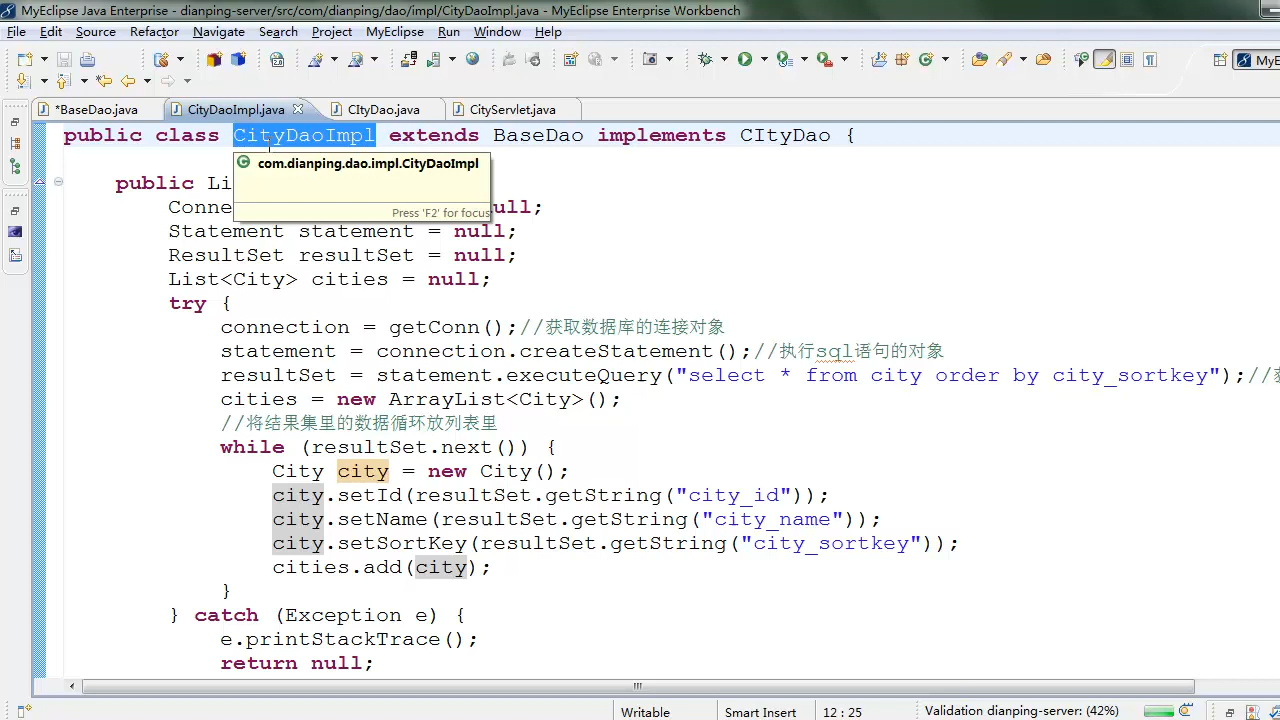 MyEclipse Java Enterprise - dianping-server/src/com/dianping/dao/impl/CityDaoImpl.java - MyEclipse Enterprise Workbench
File Edit Source Refactor Navigate Search Project MyEclipse Run Window Help
*BaseDao.java CityDaoImpl.java CItyDao.java CityServlet.java
public class CityDaoImpl extends BaseDao implements CItyDao {
com.dianping.dao.impl.CityDaoImpl
public Li
Press 'F2' for focus
Conne ull;
Statement statement = null;
ResultSet resultSet = null;
List<City> cities = null;
try {
connection = getConn();//获取数据库的连接对象
statement = connection.createStatement();//执行sql语句的对象
resultSet = statement.executeQuery("select * from city order by city_sortkey");//
cities = new ArrayList<City>();
//将结果集里的数据循环放列表里
while (resultSet.next()) {
City city = new City();
city.setId(resultSet.getString("city_id"));
city.setName(resultSet.getString("city_name"));
city.setSortKey(resultSet.getString("city_sortkey"));
cities.add(city);
}
} catch (Exception e) {
e.printStackTrace();
return null;
Writable Smart Insert 12 : 25 Validation dianping-server: (42%)